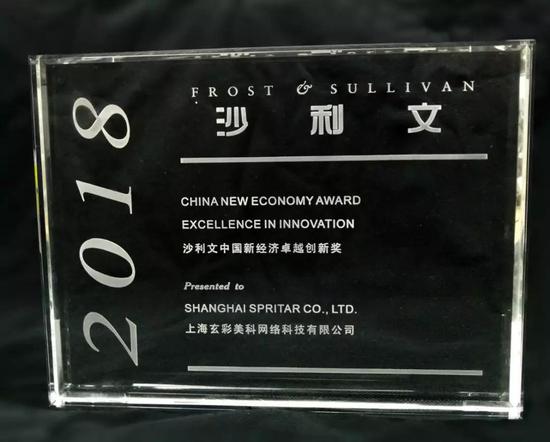 2018
FROST & SULLIVAN
沙利文
CHINA NEW ECONOMY AWARD
EXCELLENCE IN INNOVATION
沙利文中国新经济卓越创新奖
Presented to
SHANGHAI SPRITAR CO., LTD.
上海玄彩美科网络科技有限公司